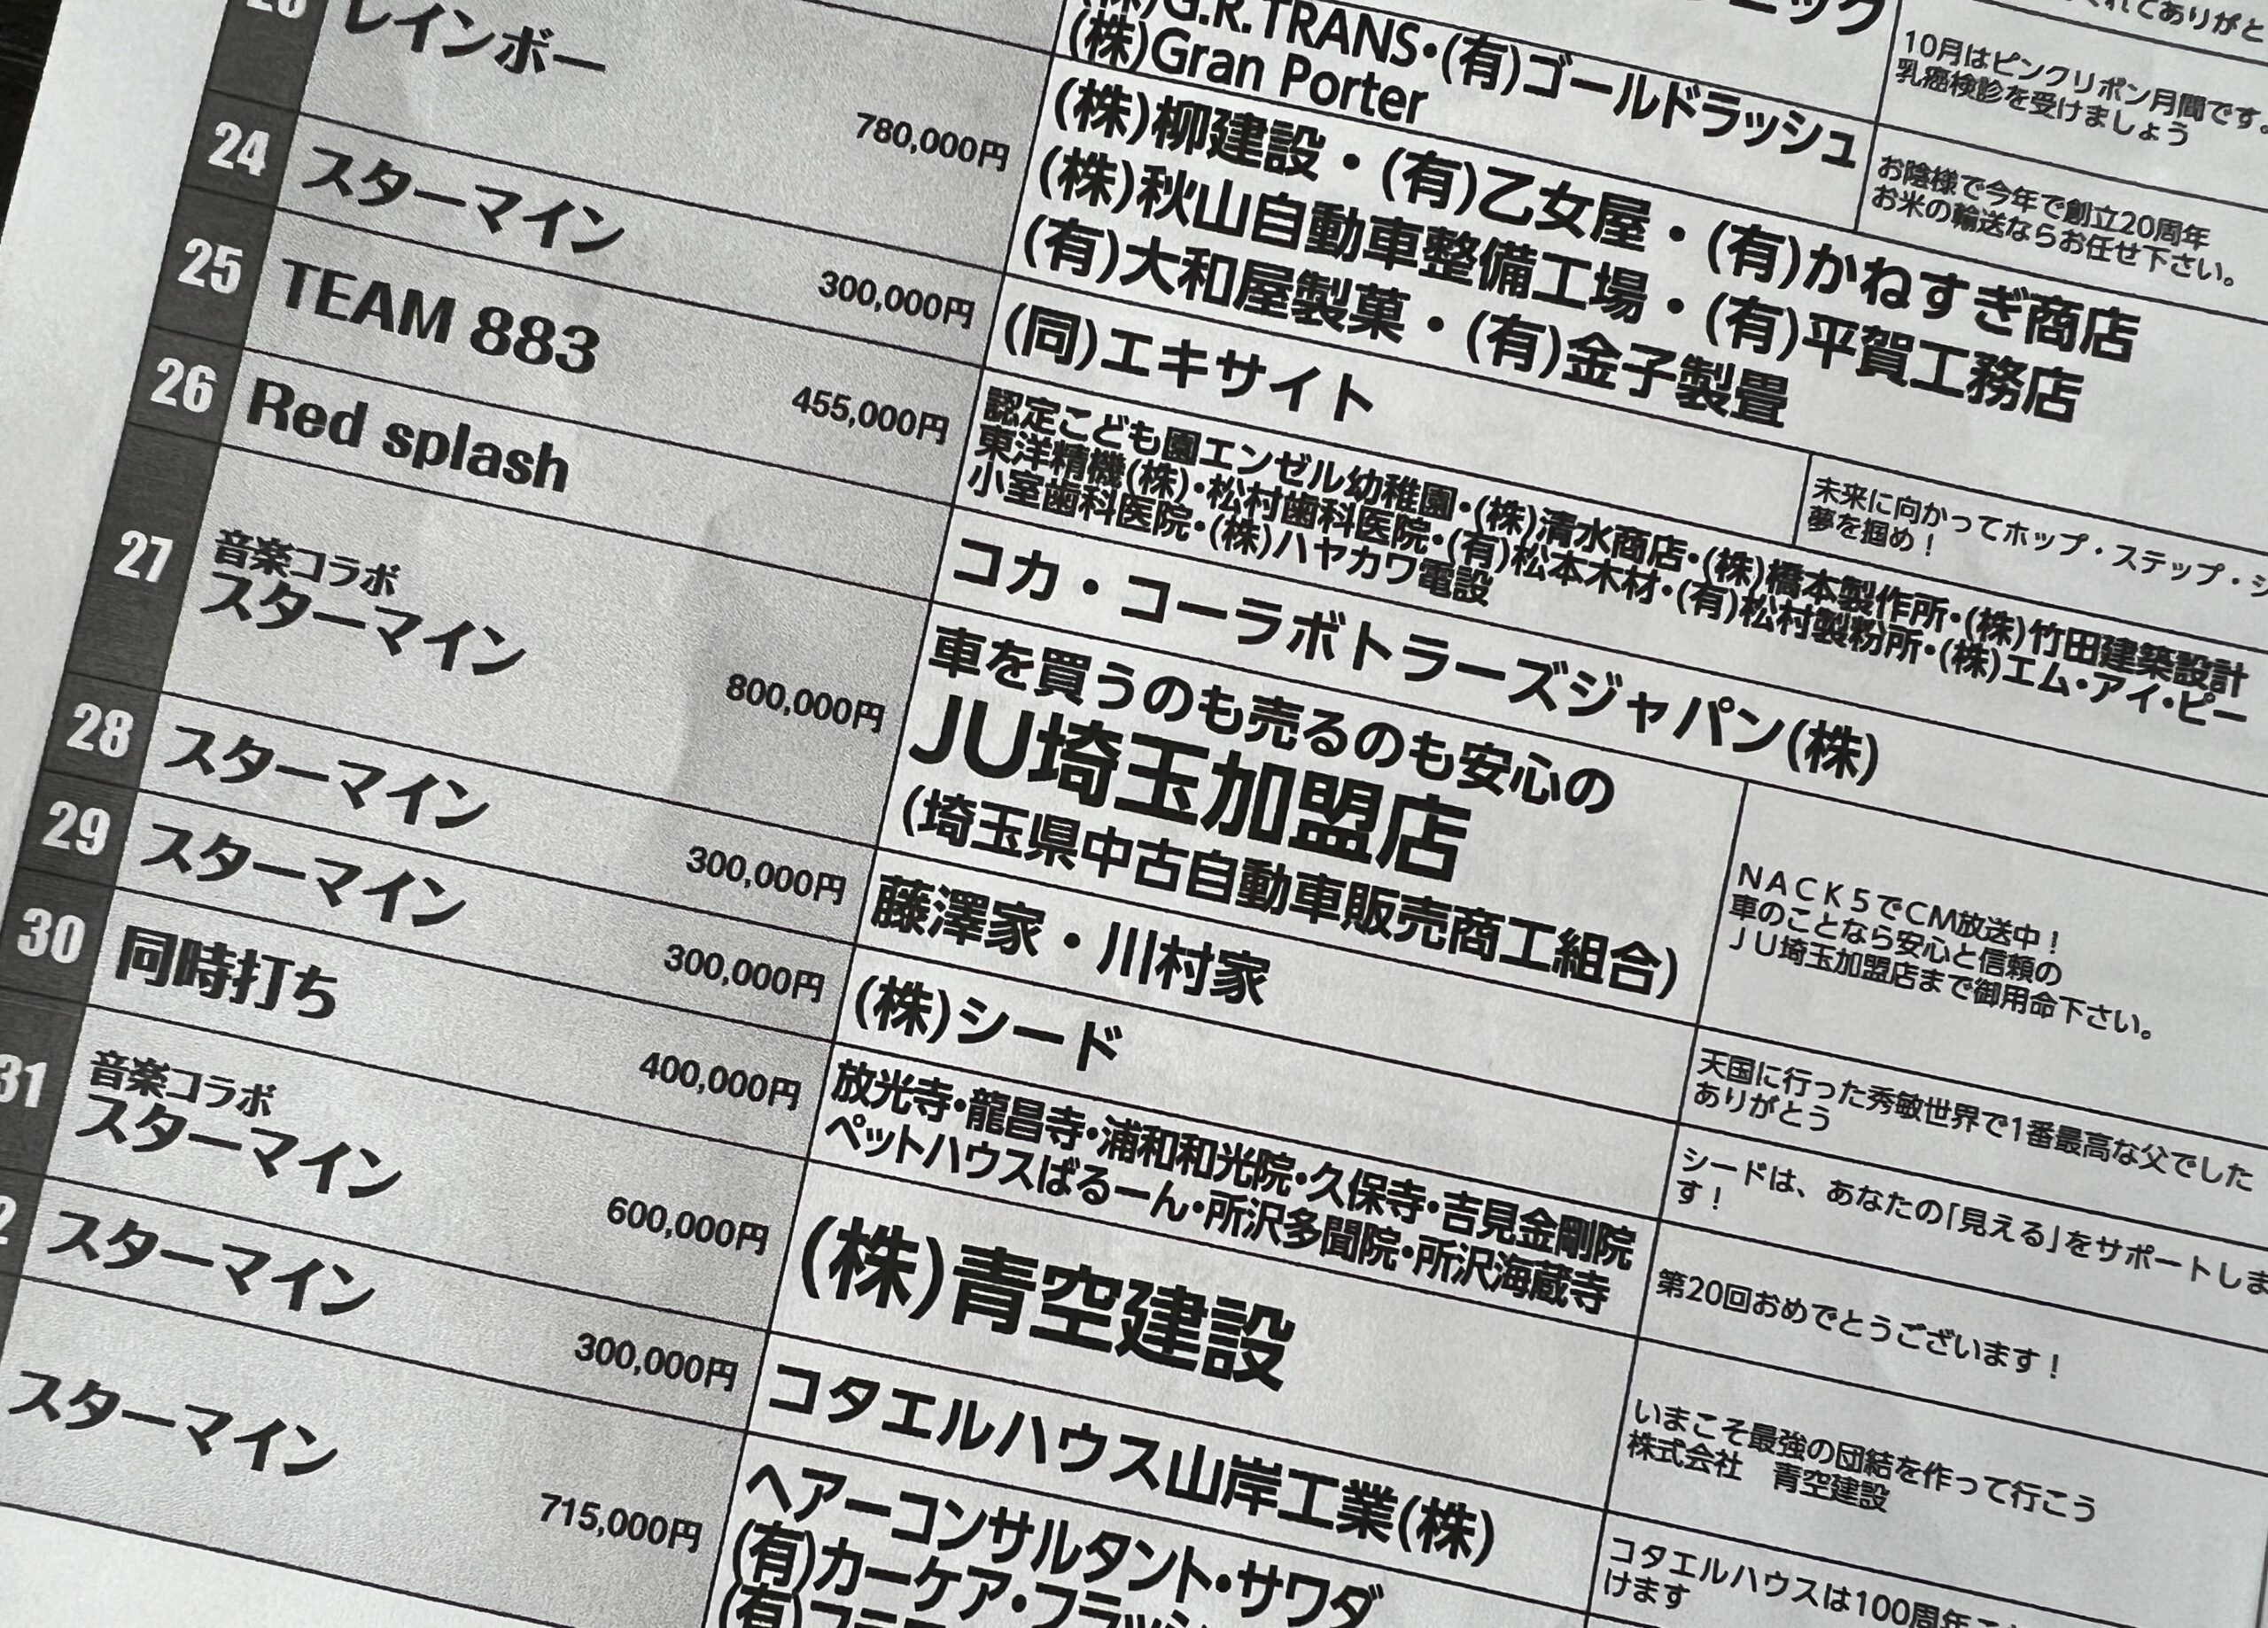 レインボー
780,000円
(株)G.R.TRANS・(有)ゴールドラッシュ
(株)Gran Porter
10月はピンクリボン月間です。
乳癌検診を受けましょう
お陰様で今年で創立20周年
お米の輸送ならお任せ下さい。
(株)柳建設・(有)乙女屋・(有)かねすぎ商店
(株)秋山自動車整備工場・(有)平賀工務店
(有)大和屋製菓・(有)金子製畳
24
スターマイン
300,000円
(同)エキサイト
未来に向かってホップ・ステップ・
夢を掴め!
25
TEAM 883
455,000円
認定こども園エンゼル幼稚園・(株)清水商店・(株)橋本製作所・(株)竹田建築設計
東洋精機(株)・松村歯科医院・(有)松本木材・(有)松村製粉所・(株)エム・アイ・ピー
小室歯科医院・(株)ハヤカワ電設
26
Red splash
コカ・コーラボトラーズジャパン(株)
27
音楽コラボ
スターマイン
800,000円
車を買うのも売るのも安心の
JU埼玉加盟店
(埼玉県中古自動車販売商工組合)
NACK5でCM放送中!
車のことなら安心と信頼の
JU埼玉加盟店まで御用命下さい。
28
スターマイン
300,000円
藤澤家・川村家
天国に行った秀敏世界で1番最高な父でした
ありがとう
29
スターマイン
300,000円
(株)シード
シードは、あなたの「見える」をサポートしま
す!
30
同時打ち
400,000円
放光寺・龍昌寺・浦和和光院・久保寺・吉見金剛院
ペットハウスばるーん・所沢多聞院・所沢海蔵寺
第20回おめでとうございます!
31
音楽コラボ
スターマイン
600,000円
(株)青空建設
いまこそ最強の団結を作って行こう
株式会社 青空建設
2
スターマイン
300,000円
コタエルハウス山岸工業(株)
コタエルハウスは100周年
けます
スターマイン
715,000円
ヘアーコンサルタント・サワダ
(有)カーケア・フラッシ
(有)